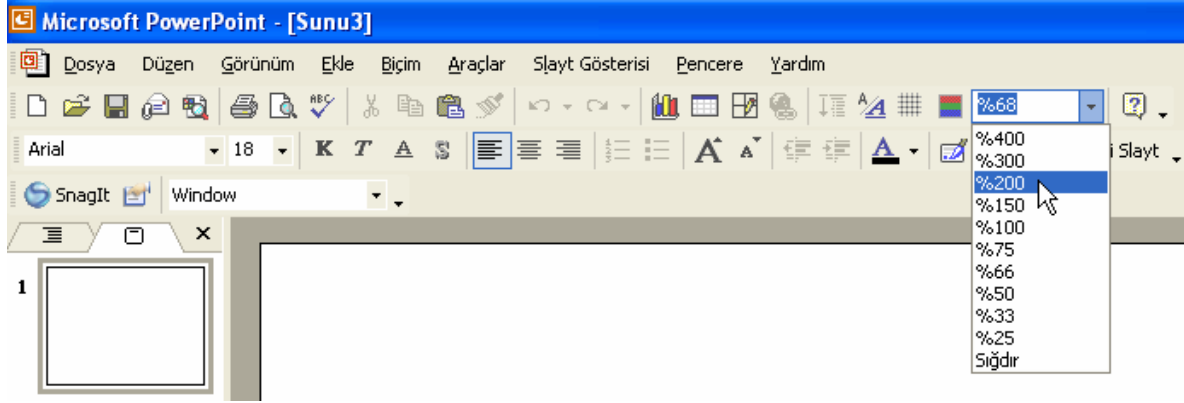 Microsoft PowerPoint - [Sunu3]
Dosya Düzen Görünüm Ekle Biçim Araçlar Slayt Gösterisi Pencere Yardım
ABC %68
Arial 18 K T A S A A A i Slayt
SnagIt Window
%400
%300
%200
%150
%100
%75
%66
%50
%33
%25
Sığdır
1